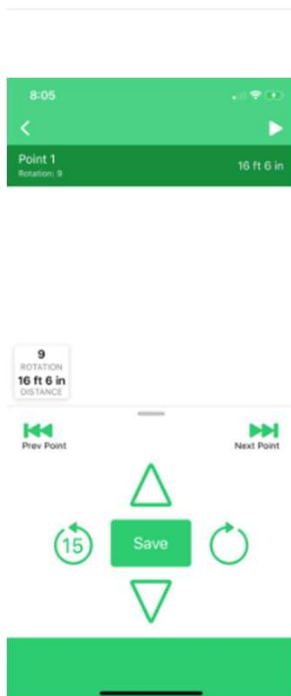 8:05
Point 1
Rotation: 9
16 ft 6 in
9
ROTATION
16 ft 6 in
DISTANCE
Prev Point
Next Point
15
Save